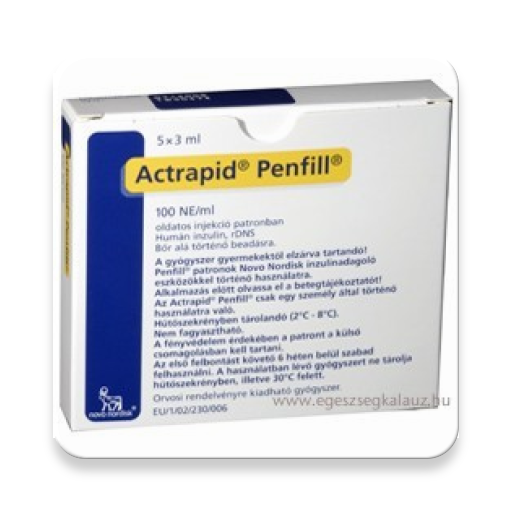 5 x 3 ml
Actrapid® Penfill®
100 NE/ml
oldatos injekció patronban
Humán inzulin, rDNS
Bőr alá történő beadásra.
A gyógyszer gyermekektől elzárva tartandó!
Penfill® patronok Novo Nordisk inzulinadagoló
eszközökkel történő használatra.
Alkalmazás előtt olvassa el a betegtájékoztatót!
Az Actrapid® Penfill® csak egy személy által történő
használatra való.
Hűtőszekrényben tárolandó (2°C - 8°C).
Nem fagyasztható.
A fényvédelem érdekében a patront a külső
csomagolásban kell tartani.
Az első felbontást követő 6 héten belül szabad
felhasználni. A használatban lévő gyógyszert ne tárolja
hűtőszekrényben, illetve 30°C felett.
Orvosi rendelvényre kiadható gyógyszer.
EU/1/02/230/006
novo nordisk
www.egeszsegkalauz.hu